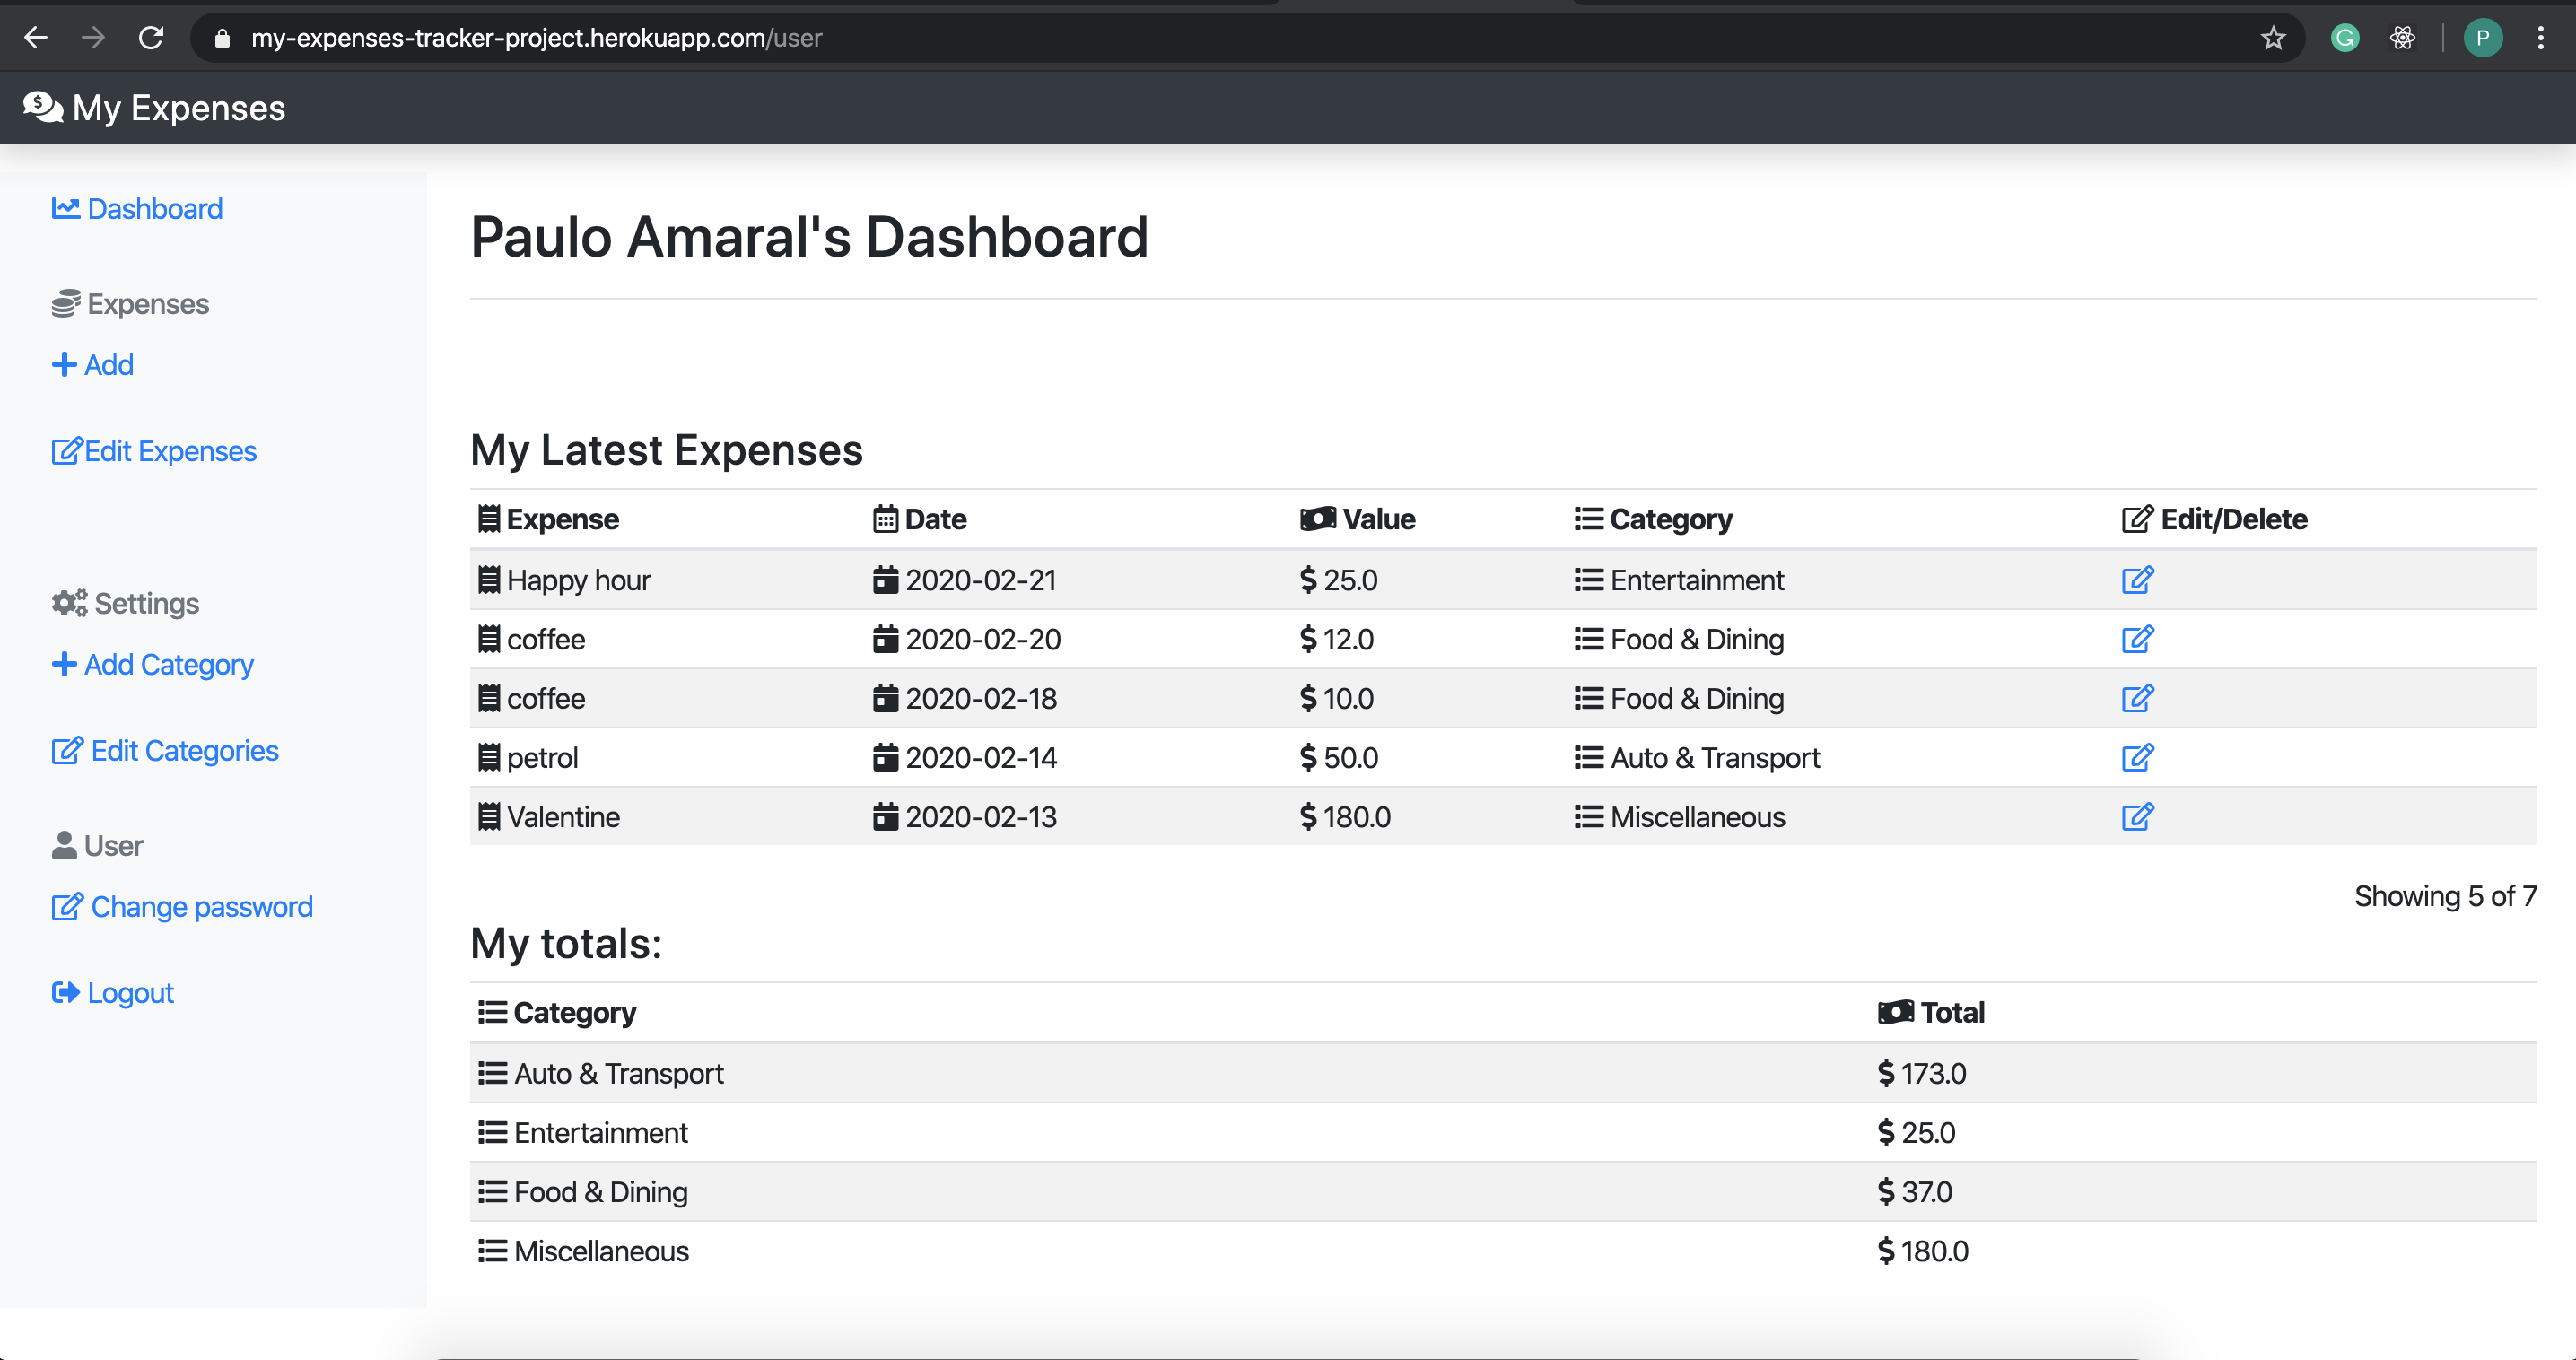 my-expenses-tracker-project.herokuapp.com/user
P
My Expenses
Dashboard
Expenses
Add
Edit Expenses
Settings
Add Category
Edit Categories
User
Change password
Logout
Paulo Amaral's Dashboard
My Latest Expenses
Expense Date Value Category Edit/Delete
Happy hour 2020-02-21 $ 25.0 Entertainment
coffee 2020-02-20 $ 12.0 Food & Dining
coffee 2020-02-18 $ 10.0 Food & Dining
petrol 2020-02-14 $ 50.0 Auto & Transport
Valentine 2020-02-13 $ 180.0 Miscellaneous
Showing 5 of 7
My totals:
Category Total
Auto & Transport $ 173.0
Entertainment $ 25.0
Food & Dining $ 37.0
Miscellaneous $ 180.0